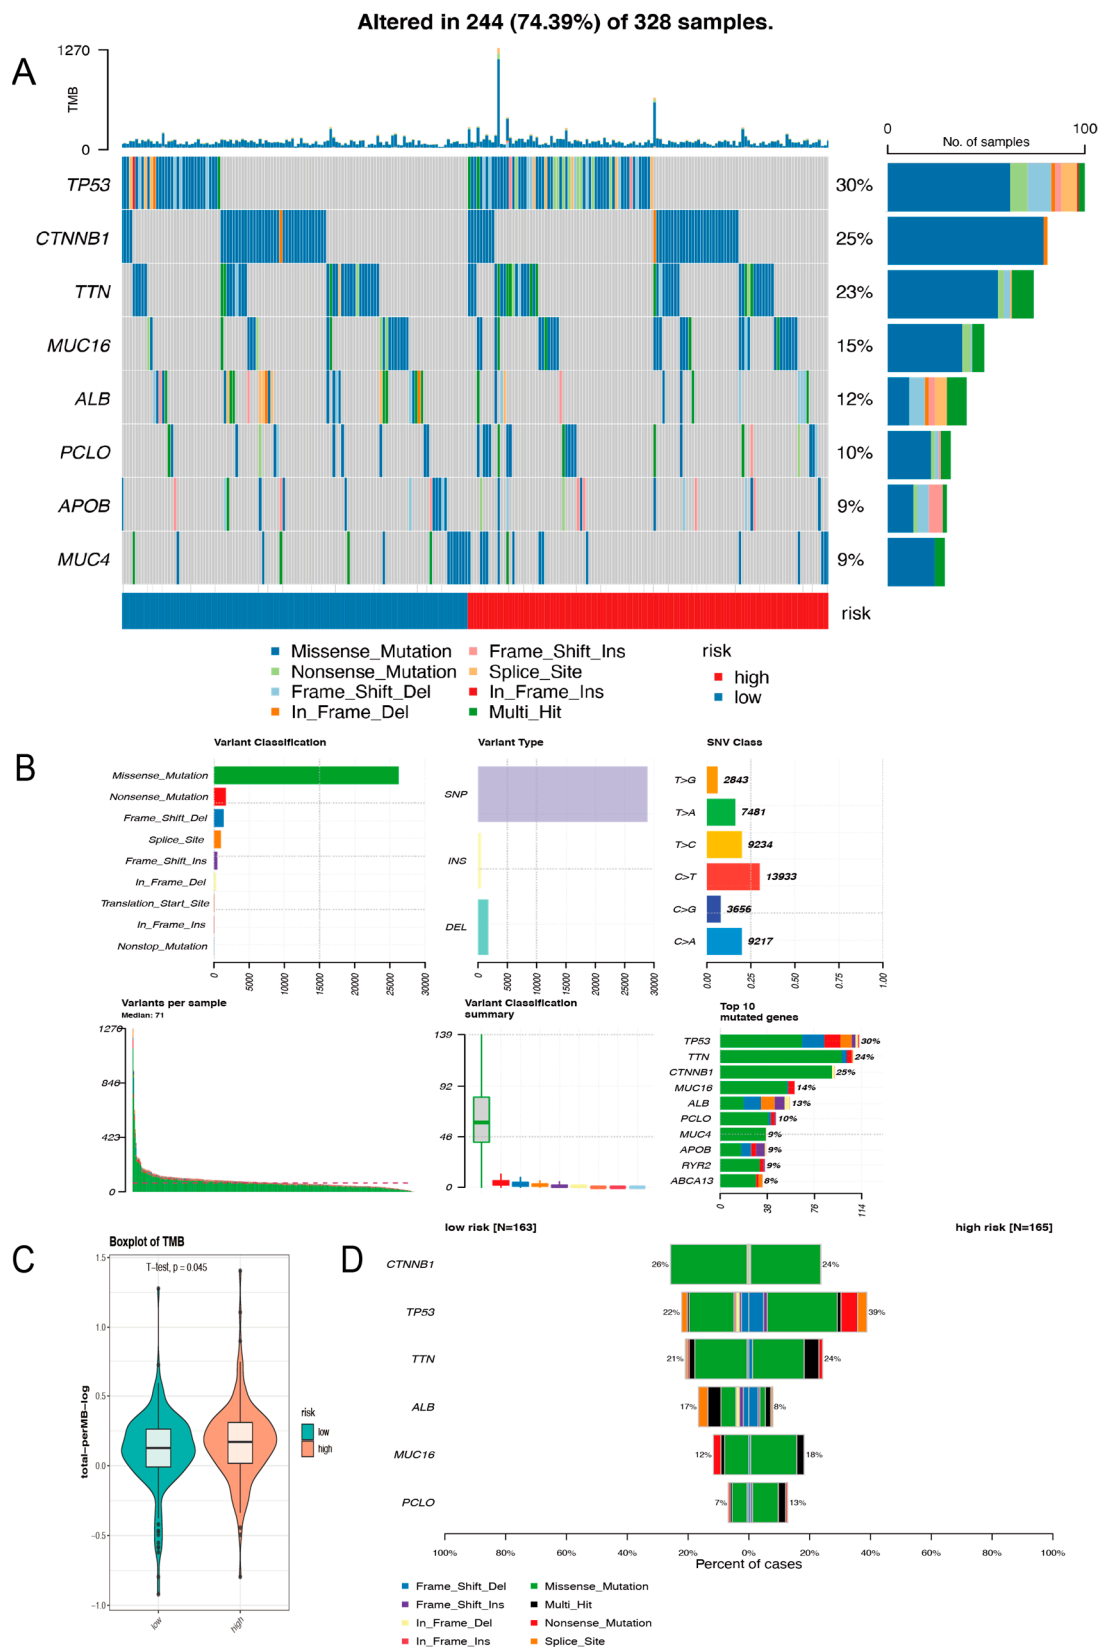 Altered in 244 (74.39%) of 328 samples.
A
1270
TMB
0
0 100
No. of samples
TP53 30%
CTNNB1 25%
TTN 23%
MUC16 15%
ALB 12%
PCLO 10%
APOB 9%
MUC4 9%
risk
Missense_Mutation Frame_Shift_Ins risk
Nonsense_Mutation Splice_Site high
Frame_Shift_Del In_Frame_Ins low
In_Frame_Del Multi_Hit
B
Variant Classification
Missense_Mutation
Nonsense_Mutation
Frame_Shift_Del
Splice_Site
Frame_Shift_Ins
In_Frame_Del
Translation_Start_Site
In_Frame_Ins
Nonstop_Mutation
0 5000 10000 15000 20000 25000 30000
Variant Type
SNP
INS
DEL
0 5000 10000 15000 20000 25000 30000
SNV Class
T>G 2843
T>A 7481
T>C 9234
C>T 13933
C>G 3656
C>A 9217
0.00 0.25 0.50 0.75 1.00
Variants per sample
Median: 71
1270
846
423
0
Variant Classification
summary
139
92
46
0
Top 10
mutated genes
TP53 30%
TTN 24%
CTNNB1 25%
MUC16 14%
ALB 13%
PCLO 10%
MUC4 9%
APOB 9%
RYR2 9%
ABCA13 8%
0 38 76 114
C
Boxplot of TMB
T-test, p = 0.045
total-perMB-log
1.5
1.0
0.5
0.0
-0.5
-1.0
low high
risk
low
high
D
low risk [N=163] high risk [N=165]
CTNNB1 26% 24%
TP53 22% 39%
TTN 21% 24%
ALB 17% 8%
MUC16 12% 18%
PCLO 7% 13%
100% 80% 60% 40% 20% 0% 20% 40% 60% 80% 100%
Percent of cases
Frame_Shift_Del Missense_Mutation
Frame_Shift_Ins Multi_Hit
In_Frame_Del Nonsense_Mutation
In_Frame_Ins Splice_Site